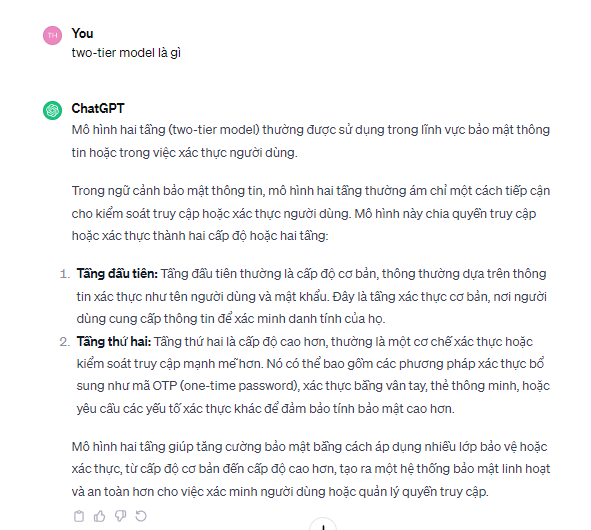 TH
You
two-tier model là gì
ChatGPT
Mô hình hai tầng (two-tier model) thường được sử dụng trong lĩnh vực bảo mật thông
tin hoặc trong việc xác thực người dùng.
Trong ngữ cảnh bảo mật thông tin, mô hình hai tầng thường ám chỉ một cách tiếp cận
cho kiểm soát truy cập hoặc xác thực người dùng. Mô hình này chia quyền truy cập
hoặc xác thực thành hai cấp độ hoặc hai tầng:
1. Tầng đầu tiên: Tầng đầu tiên thường là cấp độ cơ bản, thông thường dựa trên thông
tin xác thực như tên người dùng và mật khẩu. Đây là tầng xác thực cơ bản, nơi người
dùng cung cấp thông tin để xác minh danh tính của họ.
2. Tầng thứ hai: Tầng thứ hai là cấp độ cao hơn, thường là một cơ chế xác thực hoặc
kiểm soát truy cập mạnh mẽ hơn. Nó có thể bao gồm các phương pháp xác thực bổ
sung như mã OTP (one-time password), xác thực bằng vân tay, thẻ thông minh, hoặc
yêu cầu các yếu tố xác thực khác để đảm bảo tính bảo mật cao hơn.
Mô hình hai tầng giúp tăng cường bảo mật bằng cách áp dụng nhiều lớp bảo vệ hoặc
xác thực, từ cấp độ cơ bản đến cấp độ cao hơn, tạo ra một hệ thống bảo mật linh hoạt
và an toàn hơn cho việc xác minh người dùng hoặc quản lý quyền truy cập.